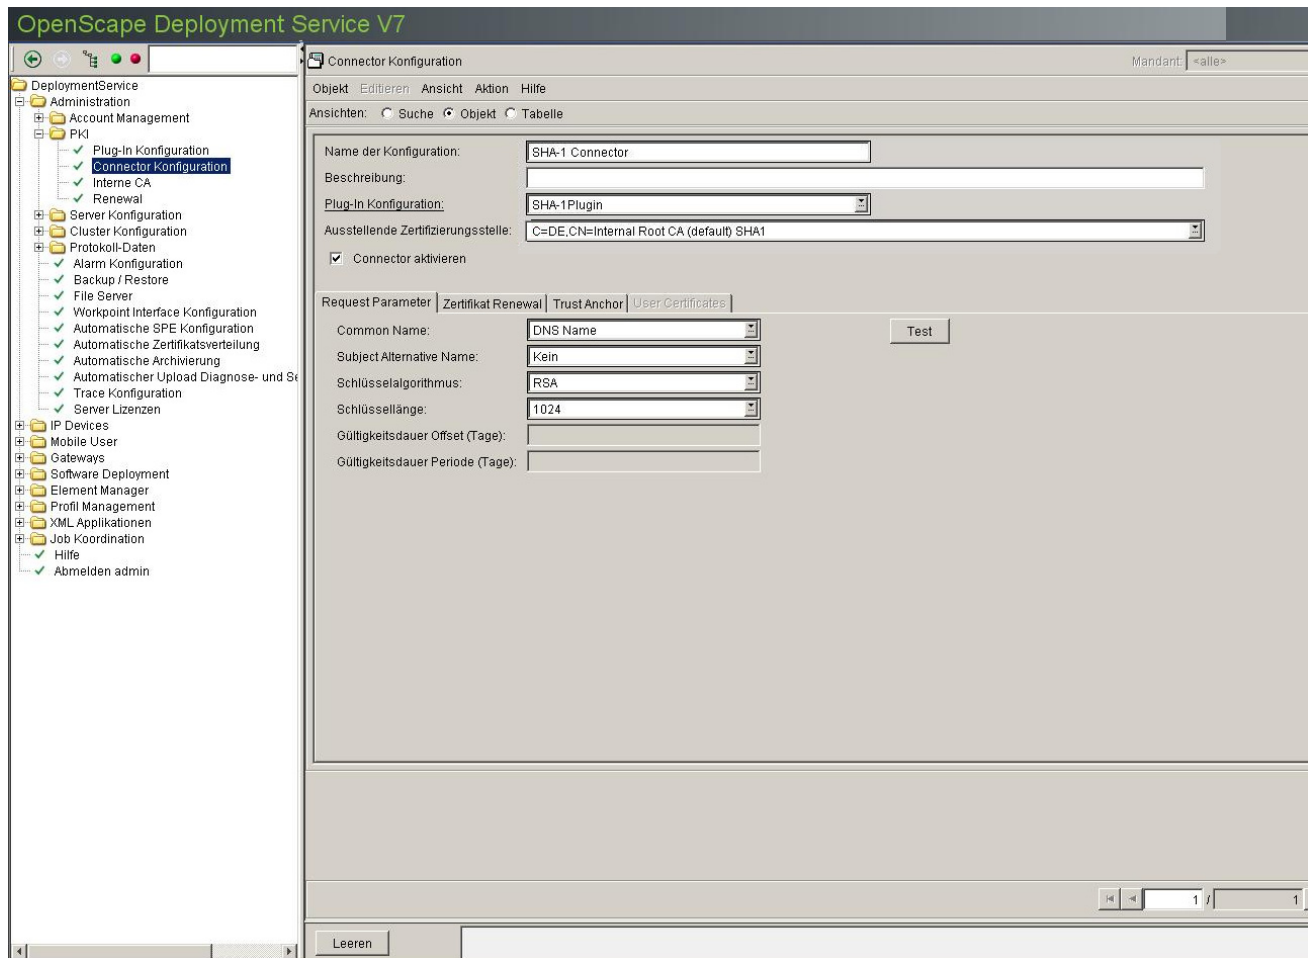 OpenScape Deployment Service V7
DeploymentService
Administration
Account Management
PKI
Plug-In Konfiguration
Connector Konfiguration
Interne CA
Renewal
Server Konfiguration
Cluster Konfiguration
Protokoll-Daten
Alarm Konfiguration
Backup / Restore
File Server
Workpoint Interface Konfiguration
Automatische SPE Konfiguration
Automatische Zertifikatsverteilung
Automatische Archivierung
Automatischer Upload Diagnose- und Se
Trace Konfiguration
Server Lizenzen
IP Devices
Mobile User
Gateways
Software Deployment
Element Manager
Profil Management
XML Applikationen
Job Koordination
Hilfe
Abmelden admin
Connector Konfiguration Mandant: <alle>
Objekt Editieren Ansicht Aktion Hilfe
Ansichten: Suche Objekt Tabelle
Name der Konfiguration: SHA-1 Connector
Beschreibung:
Plug-In Konfiguration: SHA-1Plugin
Ausstellende Zertifizierungsstelle: C=DE,CN=Internal Root CA (default) SHA1
Connector aktivieren
Request Parameter Zertifikat Renewal Trust Anchor User Certificates
Common Name: DNS Name Test
Subject Alternative Name: Kein
Schlüsselalgorithmus: RSA
Schlüssellänge: 1024
Gültigkeitsdauer Offset (Tage):
Gültigkeitsdauer Periode (Tage):
1 / 1
Leeren